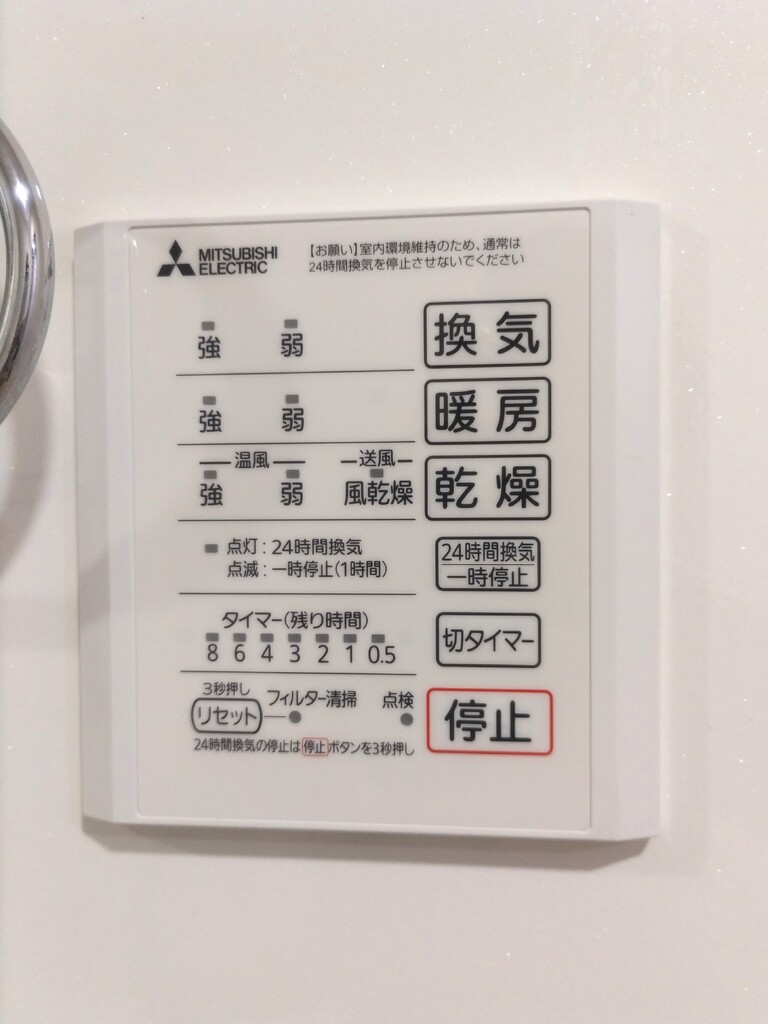 MITSUBISHI
ELECTRIC
【お願い】室内環境維持のため、通常は
24時間換気を停止させないでください
強 弱 換気
強 弱 暖房
温風 送風
強 弱 風乾燥 乾燥
点灯：24時間換気
点滅：一時停止(1時間)
24時間換気
一時停止
タイマー(残り時間)
8 6 4 3 2 1 0.5
切タイマー
3秒押し
リセット フィルター清掃 点検
24時間換気の停止は 停止 ボタンを3秒押し
停止